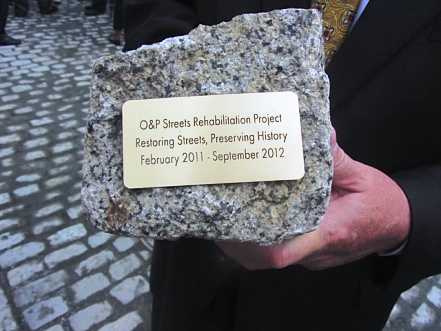 O&P Streets Rehabilitation Project
Restoring Streets, Preserving History
February 2011 - September 2012